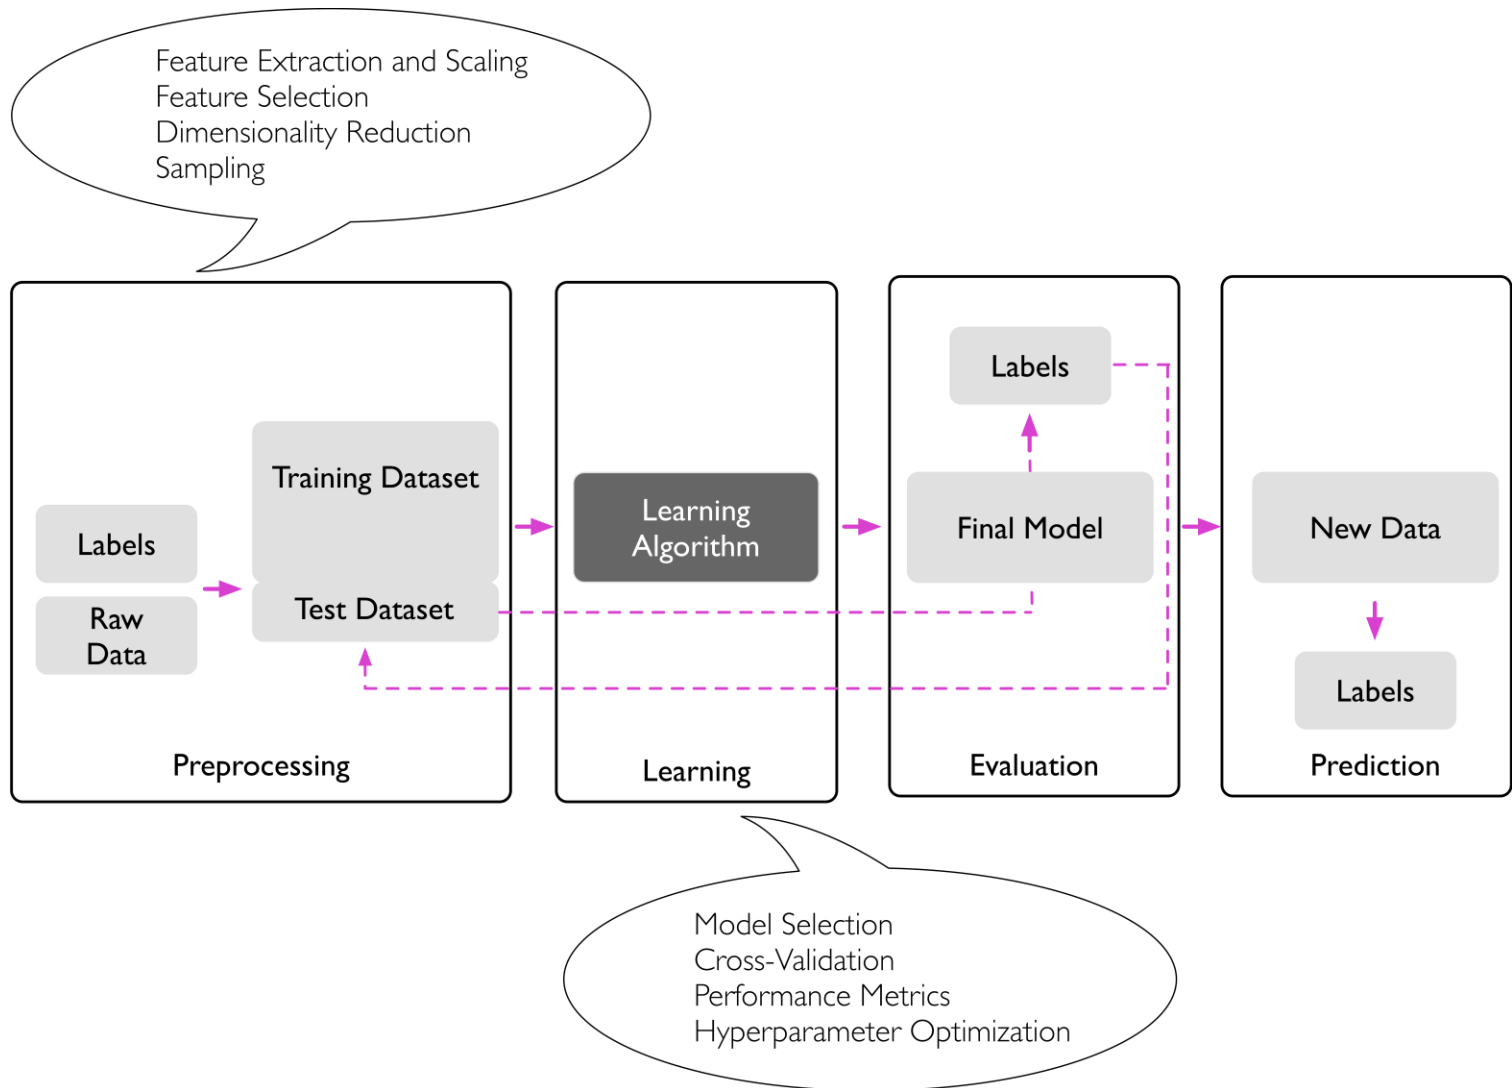 Feature Extraction and Scaling
Feature Selection
Dimensionality Reduction
Sampling
Labels
Raw
Data
Training Dataset
Test Dataset
Preprocessing
Learning
Algorithm
Learning
Labels
Final Model
Evaluation
New Data
Labels
Prediction
Model Selection
Cross-Validation
Performance Metrics
Hyperparameter Optimization